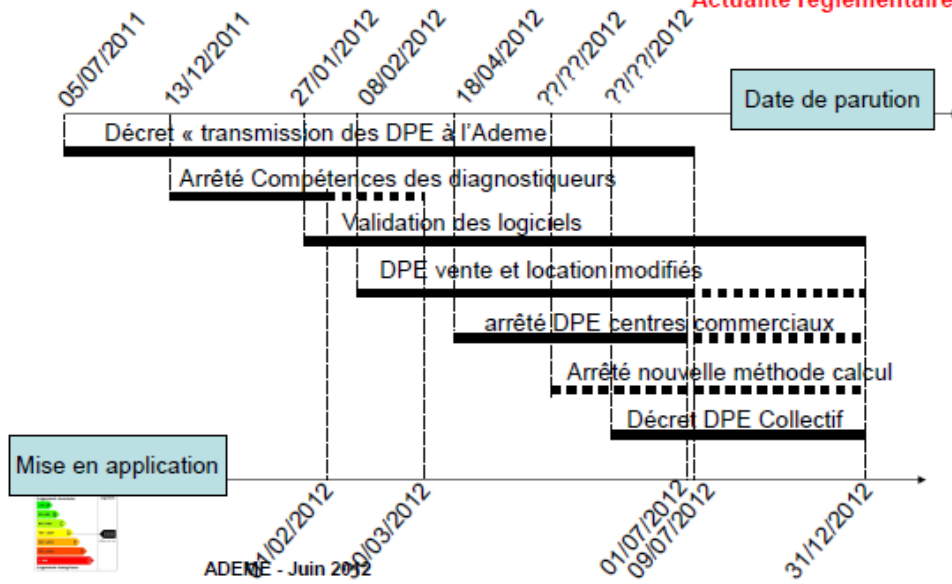 Actualité réglementaire
05/07/2011
13/12/2011
27/01/2012
08/02/2012
18/04/2012
??/??/2012
??/??/2012
Date de parution
Décret « transmission des DPE à l'Ademe
Arrêté Compétences des diagnostiqueurs
Validation des logiciels
DPE vente et location modifiés
arrêté DPE centres commerciaux
Arrêté nouvelle méthode calcul
Décret DPE Collectif
Mise en application
01/02/2012
30/03/2012
01/07/2012
09/07/2012
31/12/2012
ADEME - Juin 2012